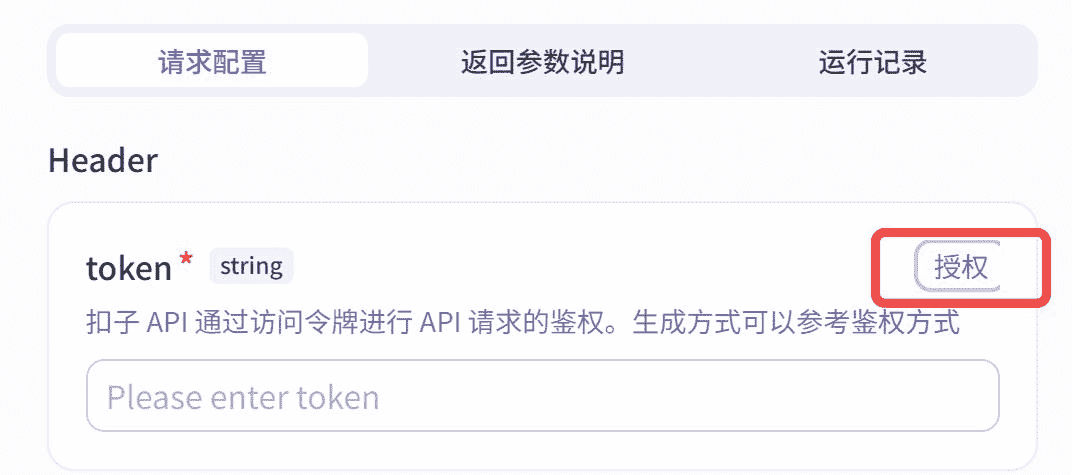 请求配置 返回参数说明 运行记录
Header
token * string 授权
扣子 API 通过访问令牌进行 API 请求的鉴权。生成方式可以参考鉴权方式
Please enter token